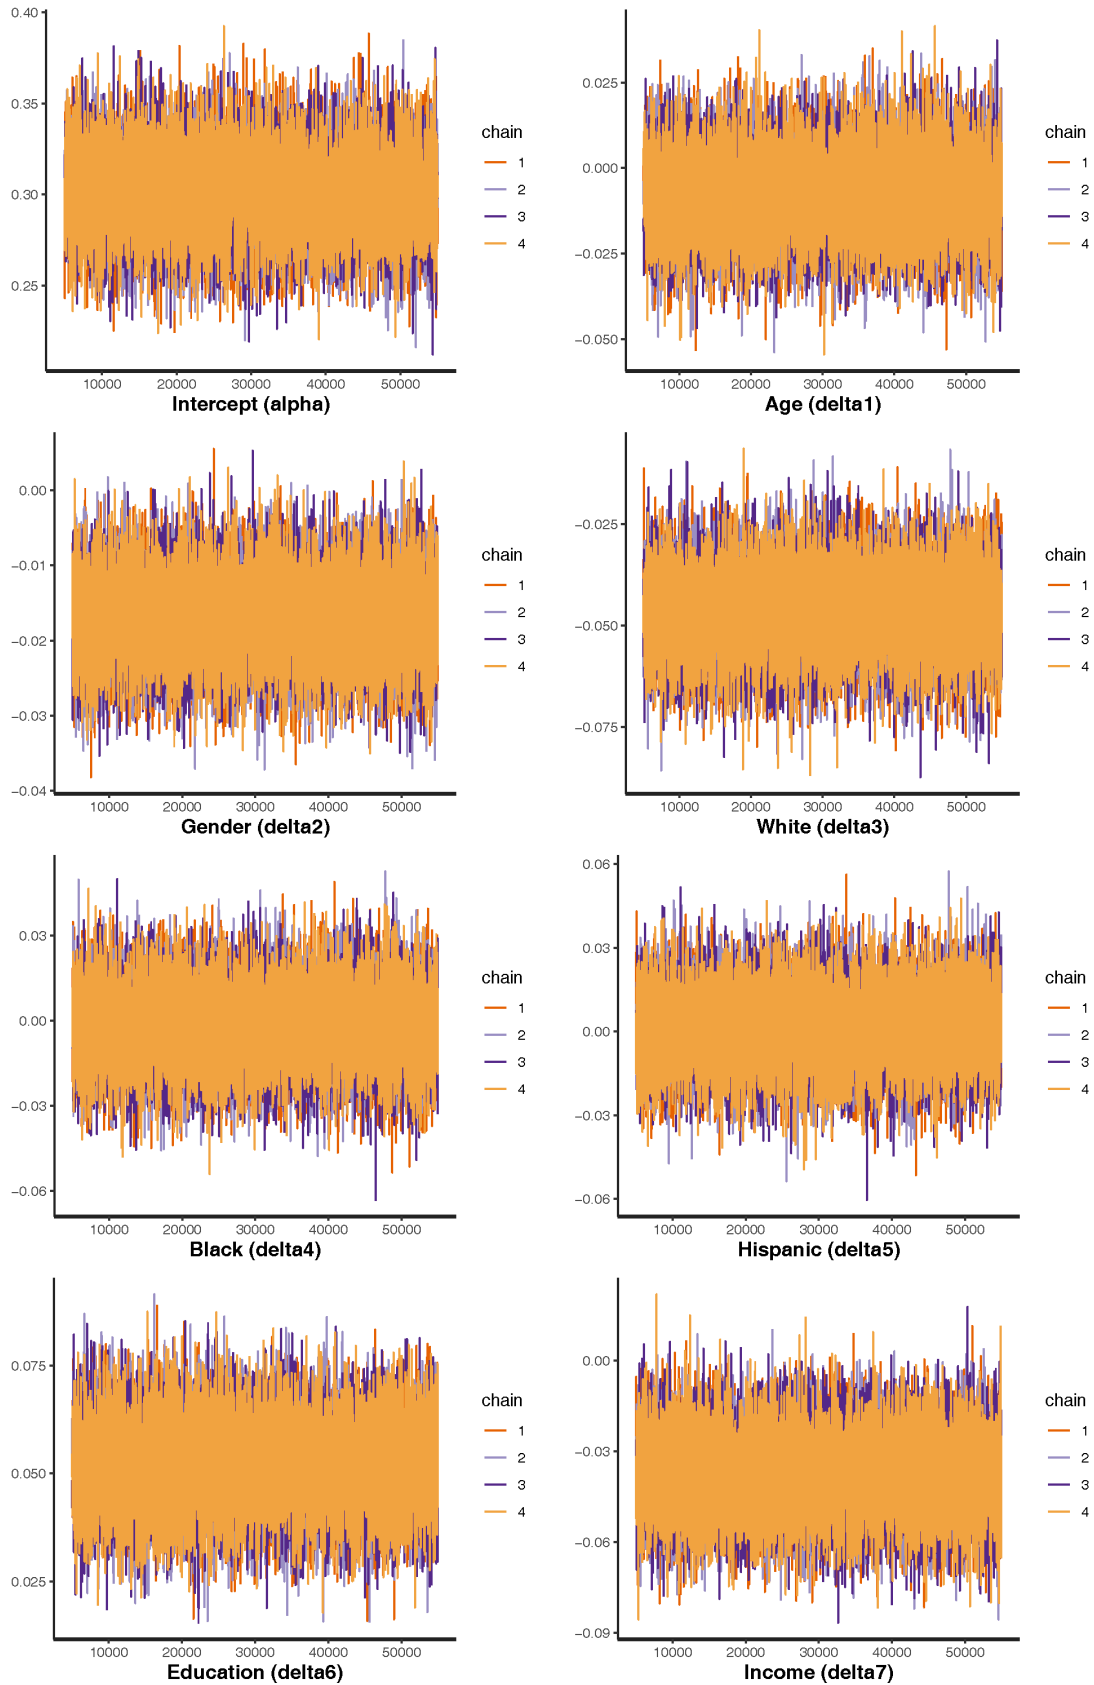 0.40
0.35
0.30
0.25
10000 20000 30000 40000 50000
Intercept (alpha)
chain
1
2
3
4
0.025
0.000
−0.025
−0.050
10000 20000 30000 40000 50000
Age (delta1)
chain
1
2
3
4
0.00
−0.01
−0.02
−0.03
−0.04
10000 20000 30000 40000 50000
Gender (delta2)
chain
1
2
3
4
−0.025
−0.050
−0.075
10000 20000 30000 40000 50000
White (delta3)
chain
1
2
3
4
0.03
0.00
−0.03
−0.06
10000 20000 30000 40000 50000
Black (delta4)
chain
1
2
3
4
0.06
0.03
0.00
−0.03
−0.06
10000 20000 30000 40000 50000
Hispanic (delta5)
chain
1
2
3
4
0.075
0.050
0.025
10000 20000 30000 40000 50000
Education (delta6)
chain
1
2
3
4
0.00
−0.03
−0.06
−0.09
10000 20000 30000 40000 50000
Income (delta7)
chain
1
2
3
4